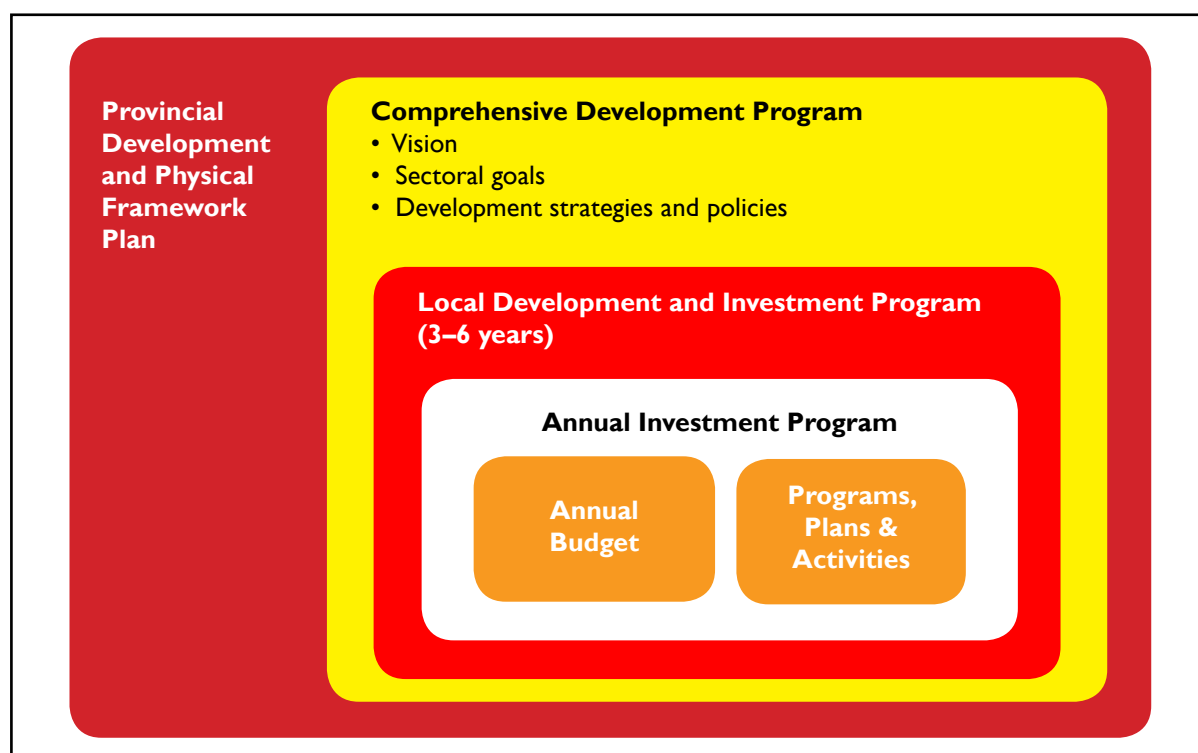 Provincial
Development
and Physical
Framework
Plan
Comprehensive Development Program
• Vision
• Sectoral goals
• Development strategies and policies
Local Development and Investment Program
(3–6 years)
Annual Investment Program
Annual
Budget
Programs,
Plans &
Activities